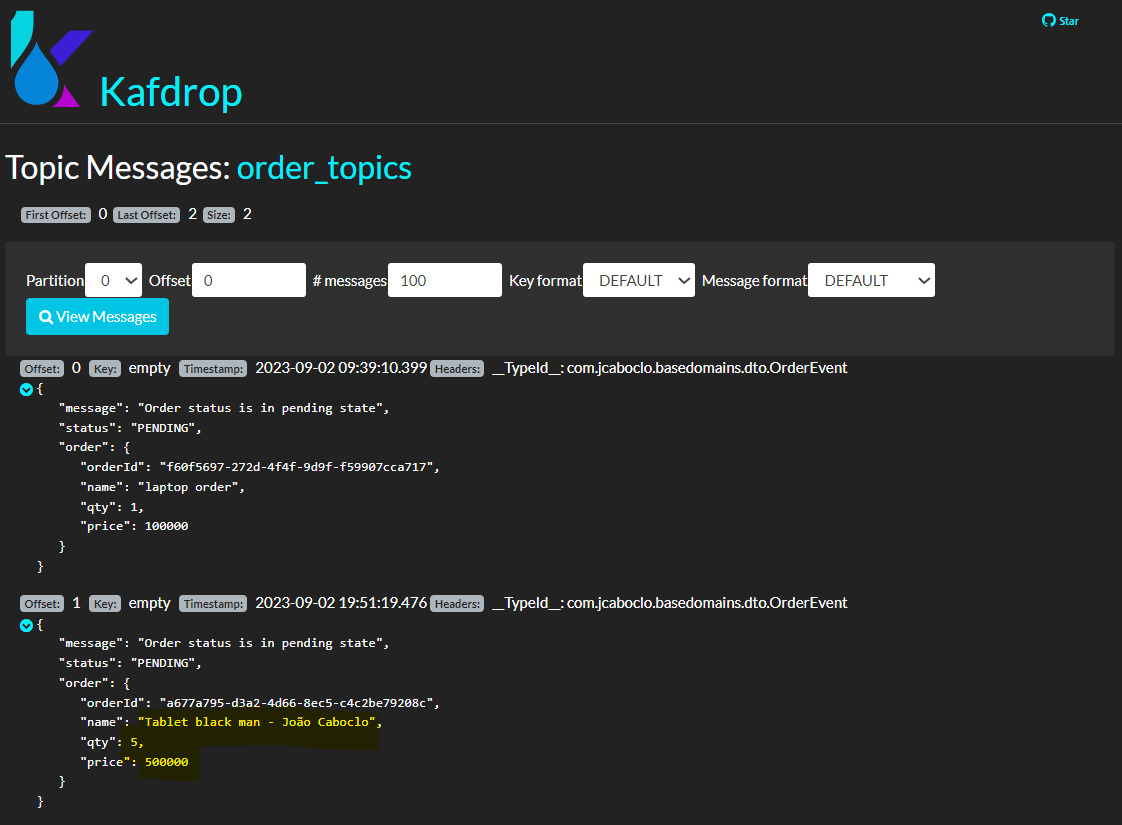 Star
Kafdrop
Topic Messages: order_topics
First Offset: 0 Last Offset: 2 Size: 2
Partition 0 Offset 0 # messages 100 Key format DEFAULT Message format DEFAULT
View Messages
Offset: 0 Key: empty Timestamp: 2023-09-02 09:39:10.399 Headers: __TypeId__: com.jcaboclo.basedomains.dto.OrderEvent
{
"message": "Order status is in pending state",
"status": "PENDING",
"order": {
"orderId": "f60f5697-272d-4f4f-9d9f-f59907cca717",
"name": "laptop order",
"qty": 1,
"price": 100000
}
}
Offset: 1 Key: empty Timestamp: 2023-09-02 19:51:19.476 Headers: __TypeId__: com.jcaboclo.basedomains.dto.OrderEvent
{
"message": "Order status is in pending state",
"status": "PENDING",
"order": {
"orderId": "a677a795-d3a2-4d66-8ec5-c4c2be79208c",
"name": "Tablet black man - João Caboclo",
"qty": 5,
"price": 500000
}
}